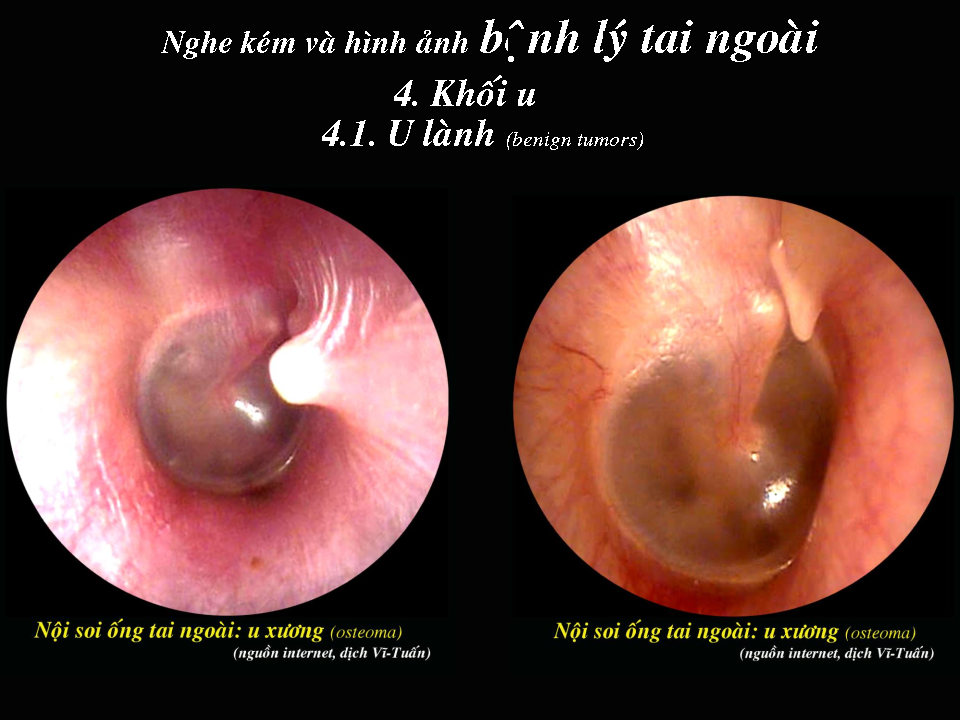 Nghe kém và hình ảnh bệnh lý tai ngoài
4. Khối u
4.1. U lành (benign tumors)
Nội soi ống tai ngoài: u xương (osteoma)
(nguồn internet, dịch Vĩ-Tuấn)
Nội soi ống tai ngoài: u xương (osteoma)
(nguồn internet, dịch Vĩ-Tuấn)